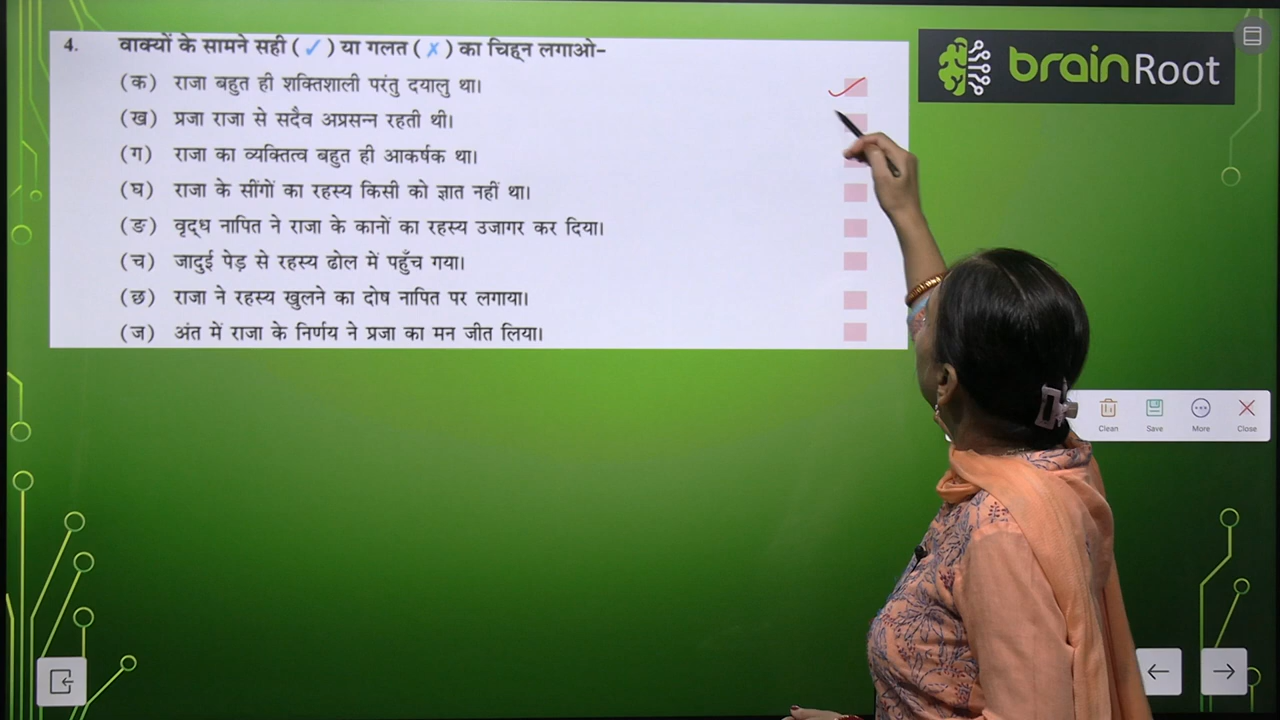 4. वाक्यों के सामने सही ( ✓ ) या गलत ( ✗ ) का चिह्न लगाओ–
(क) राजा बहुत ही शक्तिशाली परंतु दयालु था।
(ख) प्रजा राजा से सदैव अप्रसन्न रहती थी।
(ग) राजा का व्यक्तित्व बहुत ही आकर्षक था।
(घ) राजा के सींगों का रहस्य किसी को ज्ञात नहीं था।
(ङ) वृद्ध नापित ने राजा के कानों का रहस्य उजागर कर दिया।
(च) जादुई पेड़ से रहस्य ढोल में पहुँच गया।
(छ) राजा ने रहस्य खुलने का दोष नापित पर लगाया।
(ज) अंत में राजा के निर्णय ने प्रजा का मन जीत लिया।
brainRoot
Clean Save More Close